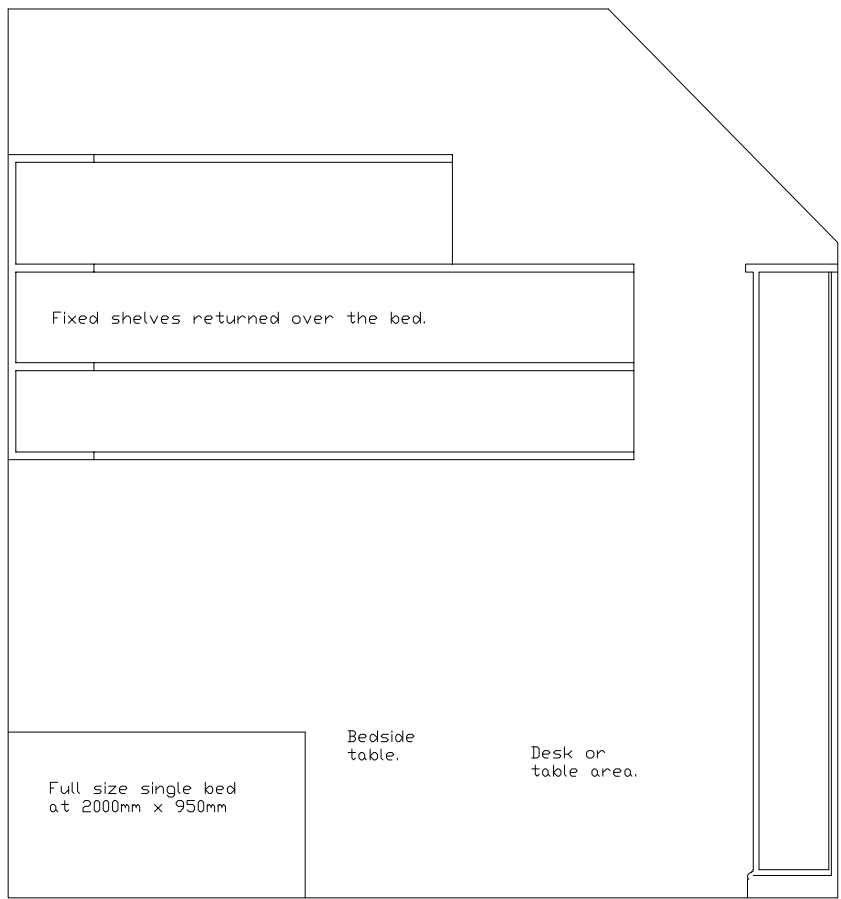 Fixed shelves returned over the bed.
Bedside
table.
Desk or
table area.
Full size single bed
at 2000mm x 950mm